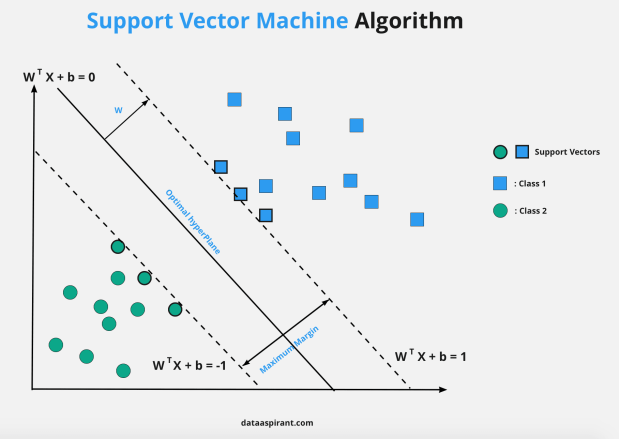 Support Vector Machine Algorithm
W T X + b = 0
W
Support Vectors
: Class 1
: Class 2
Optimal hyperPlane
Maximum Margin
W T X + b = -1
W T X + b = 1
dataaspirant.com